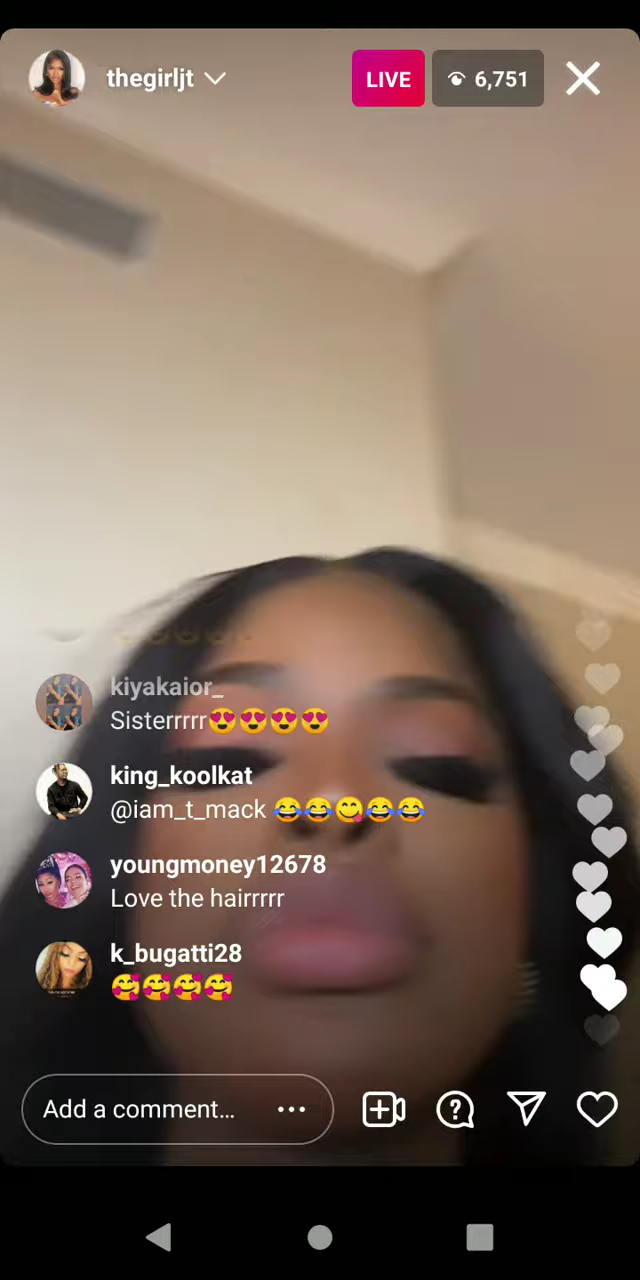 thegirljt
LIVE
6,751
kiyakaior_
Sisterrrrr😍😍😍😍
king_koolkat
@iam_t_mack 😂😂😋😂😂
youngmoney12678
Love the hairrrrr
k_bugatti28
🥰🥰🥰🥰
Add a comment...